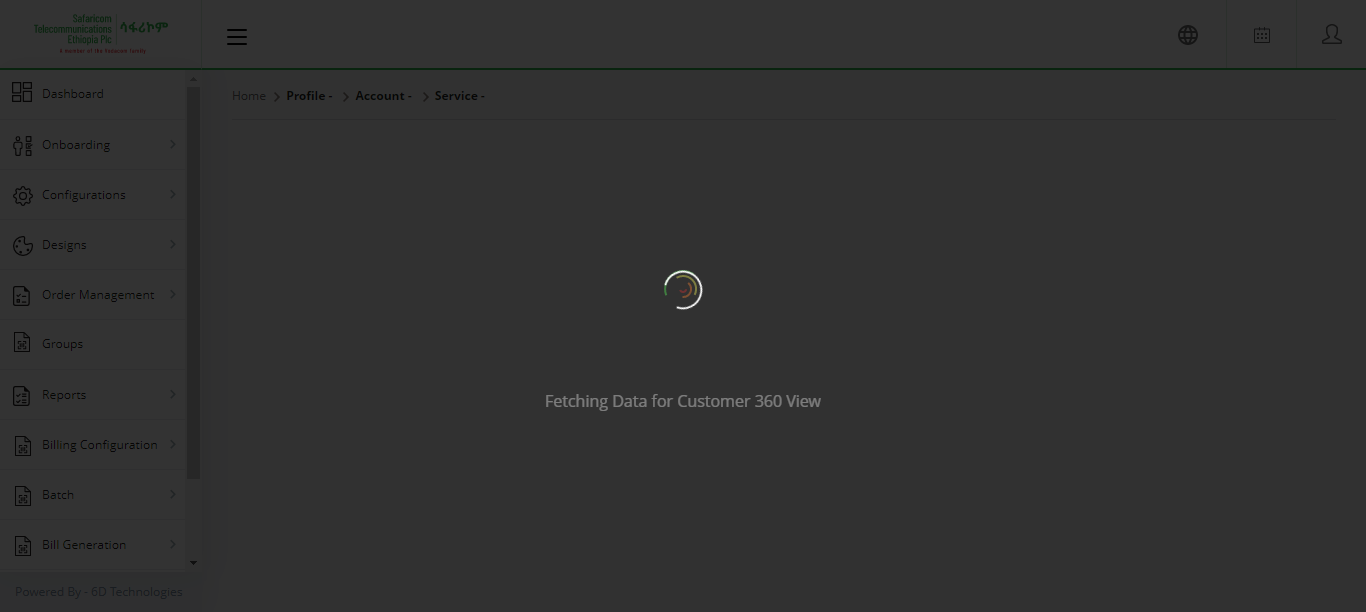 Safaricom
Telecommunications
Ethiopia Plc
ሳፋሪኮም
A member of the Vodacom family
Home > Profile - > Account - > Service -
Dashboard
Onboarding
Configurations
Designs
Order Management
Groups
Reports
Billing Configuration
Batch
Bill Generation
Fetching Data for Customer 360 View
Powered By - 6D Technologies